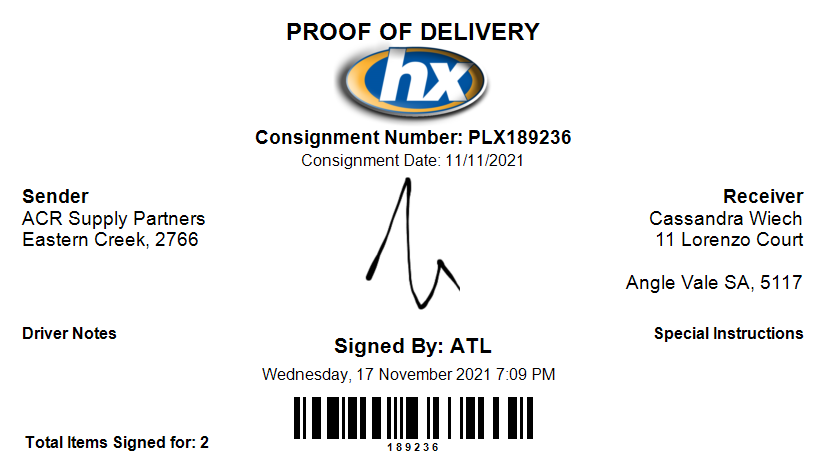 PROOF OF DELIVERY
hx
Consignment Number: PLX189236
Consignment Date: 11/11/2021
Sender
ACR Supply Partners
Eastern Creek, 2766
Receiver
Cassandra Wiech
11 Lorenzo Court
Angle Vale SA, 5117
Driver Notes
Special Instructions
Signed By: ATL
Wednesday, 17 November 2021 7:09 PM
189236
Total Items Signed for: 2